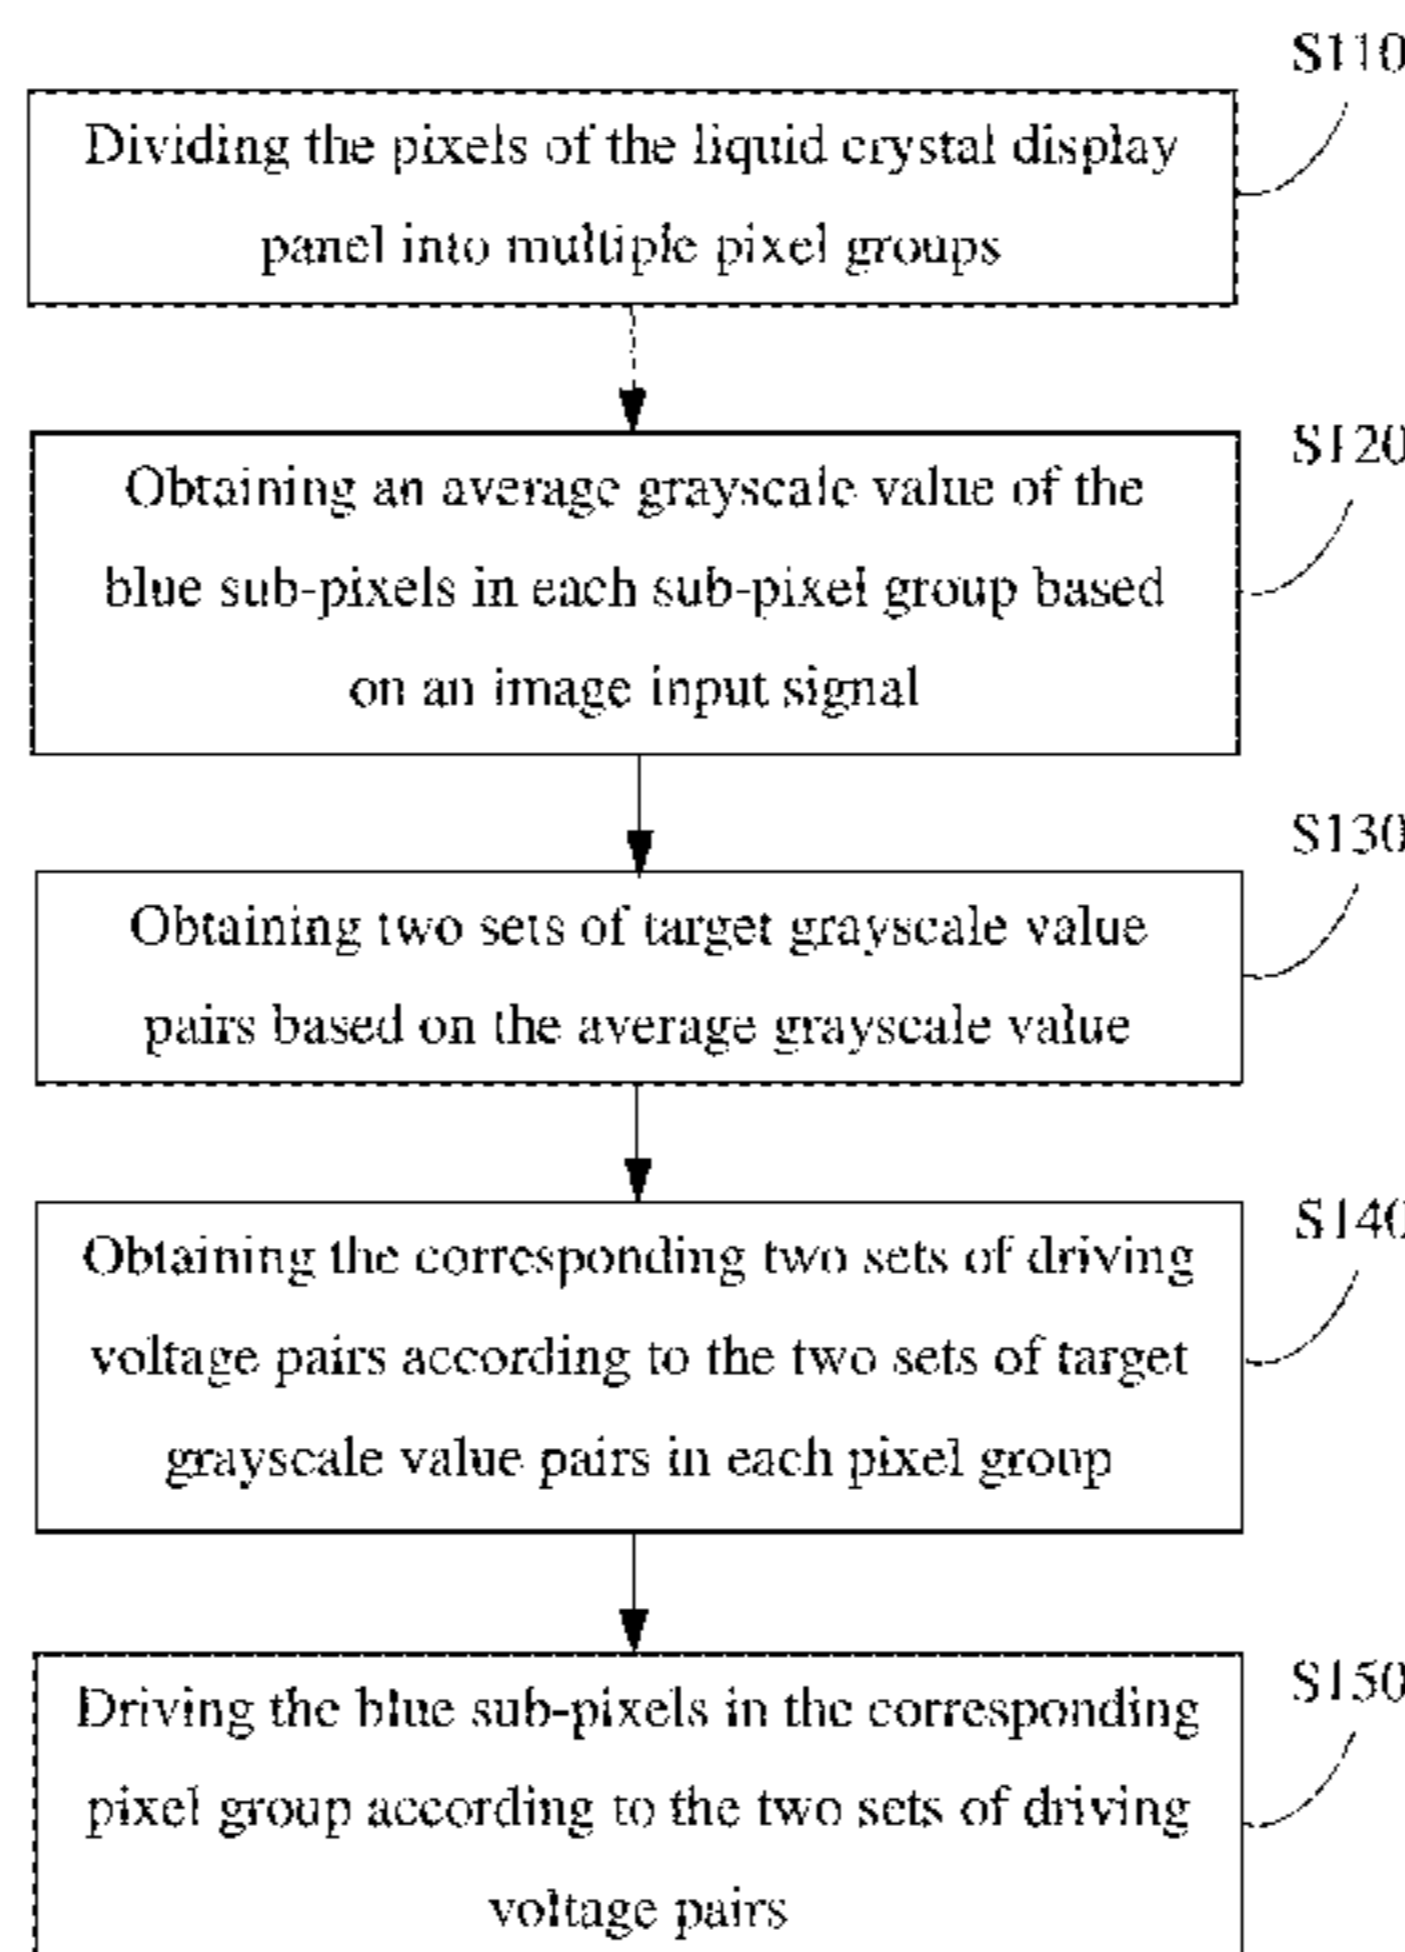 S110
Dividing the pixels of the liquid crystal display
panel into multiple pixel groups
S120
Obtaining an average grayscale value of the
blue sub-pixels in each sub-pixel group based
on an image input signal
S130
Obtaining two sets of target grayscale value
pairs based on the average grayscale value
S140
Obtaining the corresponding two sets of driving
voltage pairs according to the two sets of target
grayscale value pairs in each pixel group
S150
Driving the blue sub-pixels in the corresponding
pixel group according to the two sets of driving
voltage pairs